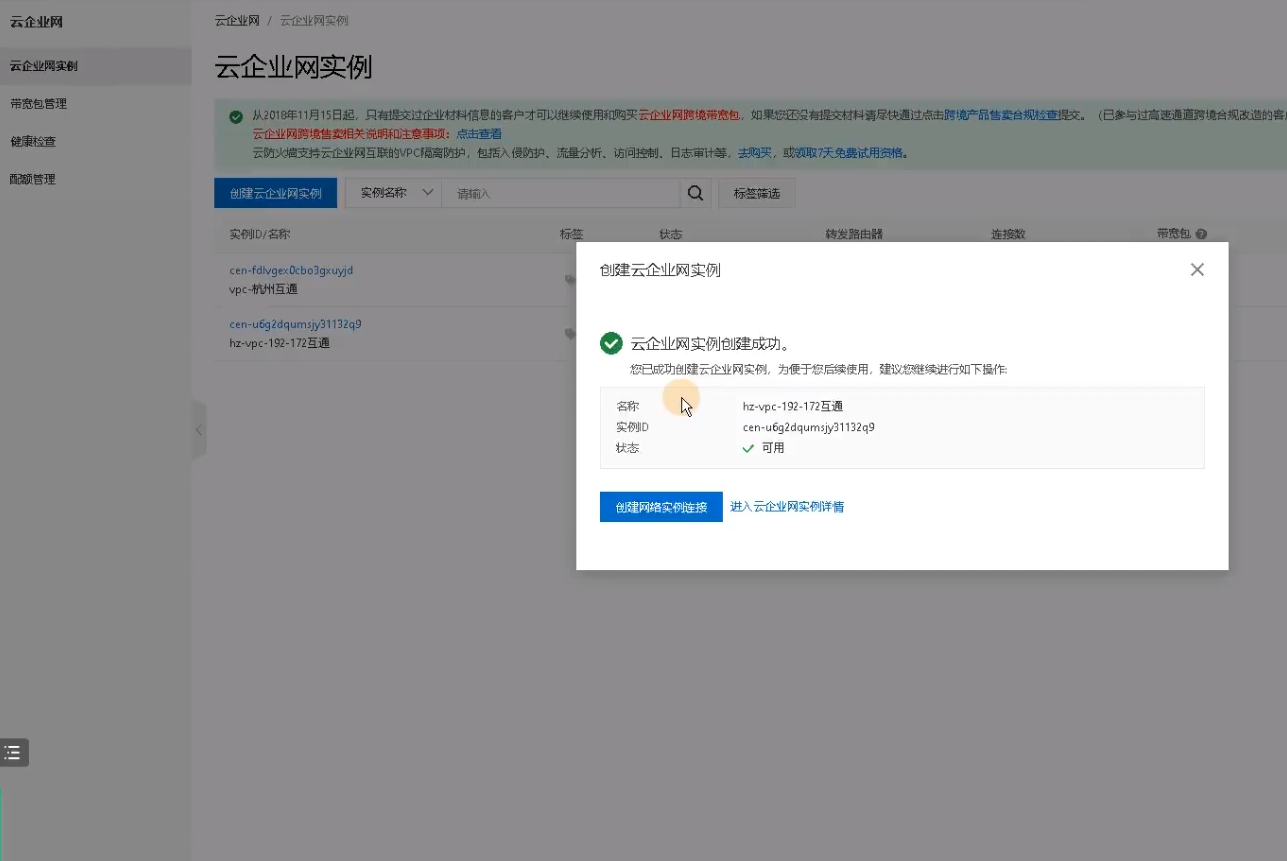 云企业网
云企业网实例
带宽包管理
健康检查
配额管理
云企业网 / 云企业网实例
云企业网实例
从2018年11月15日起，只有提交过企业材料信息的客户才可以继续使用和购买云企业网跨境带宽包，如果您还没有提交材料请尽快通过点击跨境产品售卖合规检查提交。（已参与过高速通道跨境合规改造的客
云企业网跨境售卖相关说明和注意事项：点击查看
云防火墙支持云企业网互联的VPC隔离防护，包括入侵防护、流量分析、访问控制、日志审计等，去购买，或领取7天免费试用资格。
创建云企业网实例 实例名称 请输入 标签筛选
实例ID/名称 标签 状态 转发路由器 连接数 带宽包
cen-fdlvgex0cbo3gxuyjd
vpc-杭州互通
cen-u6g2dqumsjy31132q9
hz-vpc-192-172互通
创建云企业网实例
云企业网实例创建成功。
您已成功创建云企业网实例，为便于您后续使用，建议您继续进行如下操作:
名称 hz-vpc-192-172互通
实例ID cen-u6g2dqumsjy31132q9
状态 可用
创建网络实例连接 进入云企业网实例详情